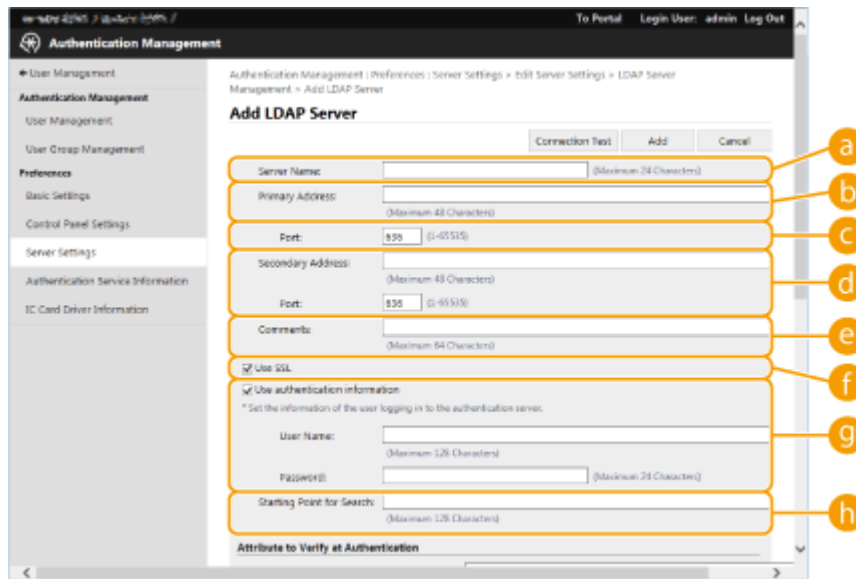 To Portal Login User: admin Log Out
Authentication Management
User Management
Authentication Management
User Management
User Group Management
Preferences
Basic Settings
Control Panel Settings
Server Settings
Authentication Service Information
IC Card Driver Information
Authentication Management : Preferences : Server Settings > Edit Server Settings > LDAP Server
Management > Add LDAP Server
Add LDAP Server
Connection Test Add Cancel
Server Name: (Maximum 24 Characters) a
Primary Address: b
(Maximum 48 Characters)
Port: 636 (1-65535) c
Secondary Address: d
(Maximum 48 Characters)
Port: 636 (1-65535)
Comments: e
(Maximum 64 Characters)
Use SSL f
Use authentication information
* Set the information of the user logging in to the authentication server.
User Name: g
(Maximum 128 Characters)
Password: (Maximum 24 Characters)
Starting Point for Search: h
(Maximum 128 Characters)
Attribute to Verify at Authentication